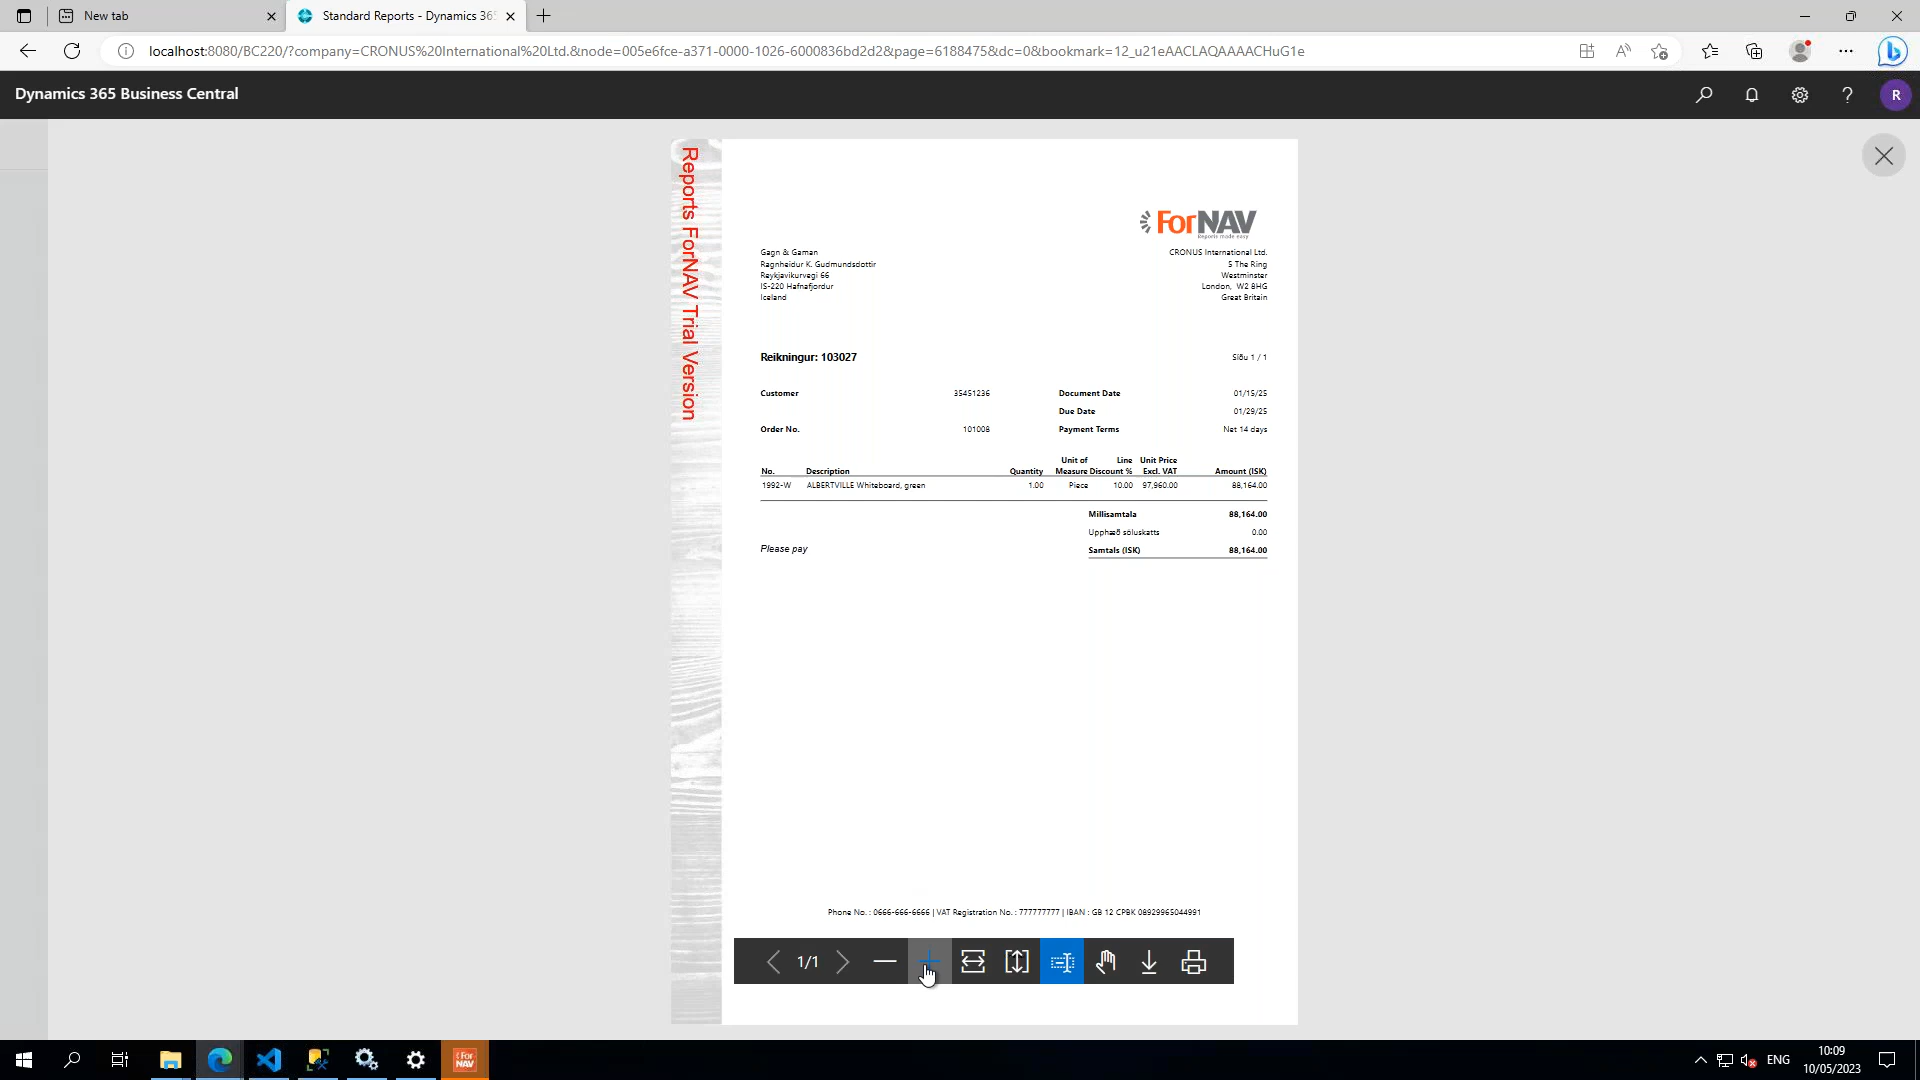 New tab
Standard Reports - Dynamics 365
localhost:8080/BC220/?company=CRONUS%20International%20Ltd.&node=005e6fce-a371-0000-1026-6000836bd2d2&page=6188475&dc=0&bookmark=12_u21eAACLAQAAAACHuG1e
Dynamics 365 Business Central
R
Reports ForNAV Trial Version
ForNAV
Reports made easy
Gagn & Gaman
Ragnheidur K. Gudmundsdottir
Reykjavikurvegi 66
IS-220 Hafnafjordur
Iceland
CRONUS International Ltd.
5 The Ring
Westminster
London, W2 8HG
Great Britain
Reikningur: 103027
Síðu 1 / 1
Customer 35451236 Document Date 01/15/25
Due Date 01/29/25
Order No. 101008 Payment Terms Net 14 days
Unit of Line Unit Price
No. Description Quantity Measure Discount % Excl. VAT Amount (ISK)
1992-W ALBERTVILLE Whiteboard, green 1.00 Piece 10.00 97,960.00 88,164.00
Millisamtala 88,164.00
Upphæð söluskatts 0.00
Please pay
Samtals (ISK) 88,164.00
Phone No. : 0666-666-6666 | VAT Registration No. : 777777777 | IBAN : GB 12 CPBK 08929965044991
1/1
For
NAV
ENG
10:09
10/05/2023